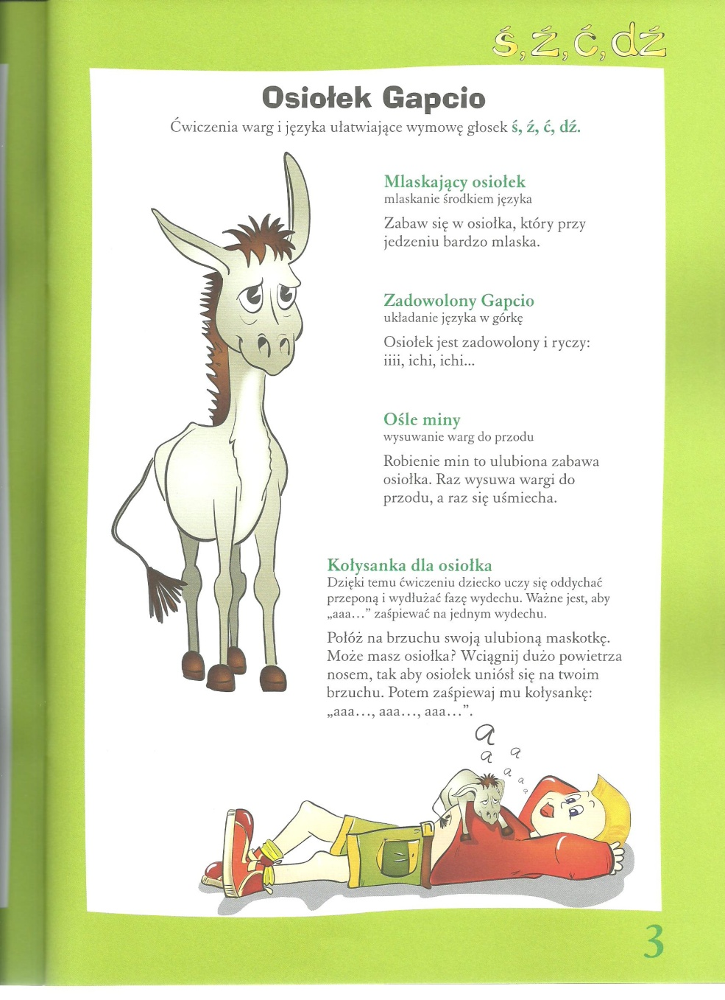 ś, ź, ć, dź
Osiołek Gapcio
Ćwiczenia warg i języka ułatwiające wymowę głosek ś, ź, ć, dź.
Mlaskający osiołek
mlaskanie środkiem języka
Zabaw się w osiołka, który przy
jedzeniu bardzo mlaska.
Zadowolony Gapcio
układanie języka w górkę
Osiołek jest zadowolony i ryczy:
iiii, ichi, ichi...
Ośle miny
wysuwanie warg do przodu
Robienie min to ulubiona zabawa
osiołka. Raz wysuwa wargi do
przodu, a raz się uśmiecha.
Kołysanka dla osiołka
Dzięki temu ćwiczeniu dziecko uczy się oddychać
przeponą i wydłużać fazę wydechu. Ważne jest, aby
„aaa…” zaśpiewać na jednym wydechu.
Połóż na brzuchu swoją ulubioną maskotkę.
Może masz osiołka? Wciągnij dużo powietrza
nosem, tak aby osiołek uniósł się na twoim
brzuchu. Potem zaśpiewaj mu kołysankę:
„aaa…, aaa…, aaa…”.
a
a a
a
a
a
3